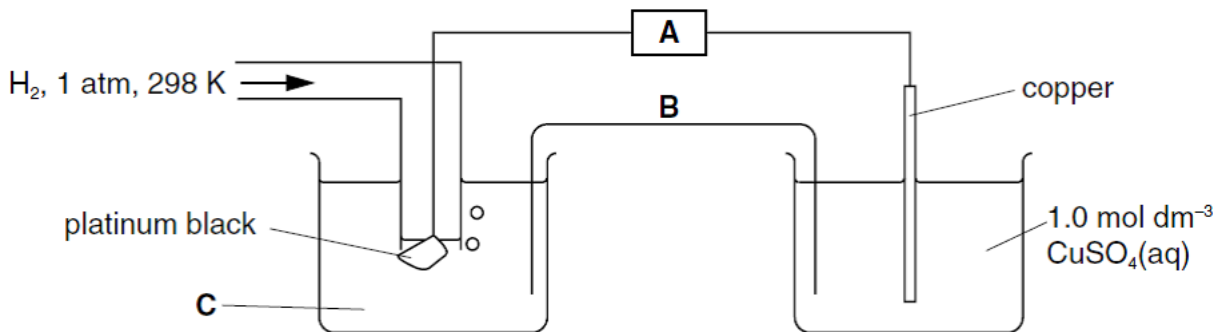 A
H₂, 1 atm, 298 K
copper
B
platinum black
1.0 mol dm⁻³
CuSO₄(aq)
C